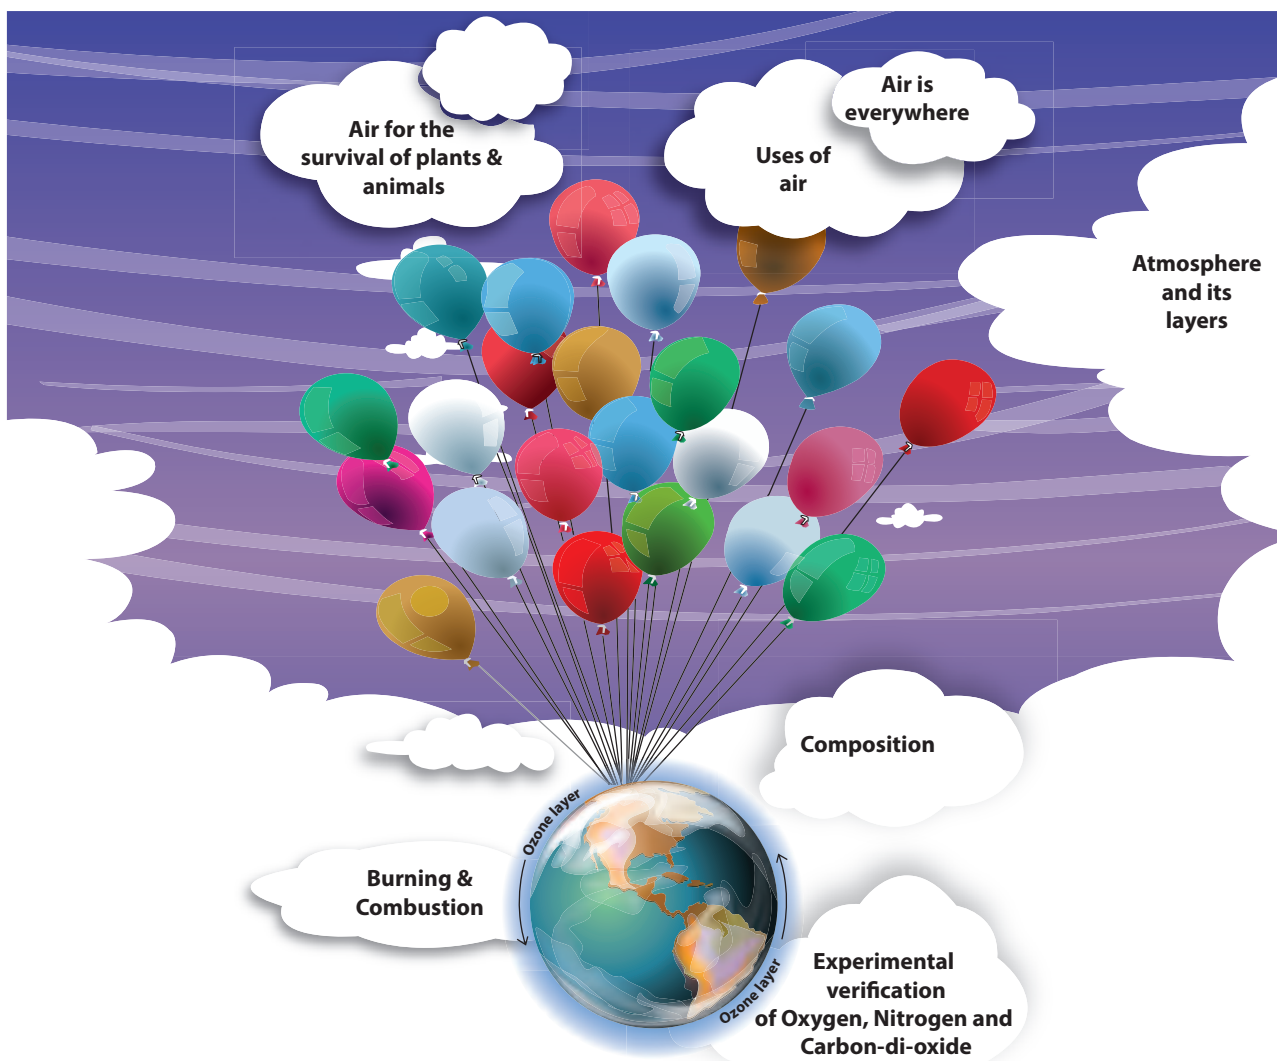 Air for the
survival of plants &
animals
Air is
everywhere
Uses of
air
Atmosphere
and its
layers
Composition
Ozone layer
Burning &
Combustion
Ozone layer
Experimental
verification
of Oxygen, Nitrogen and
Carbon-di-oxide